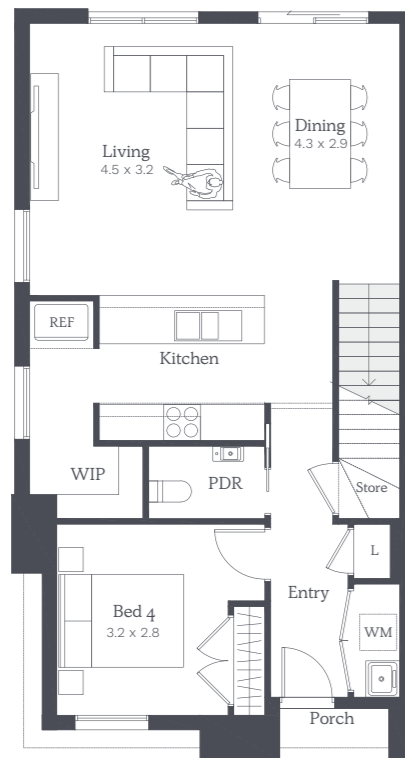 Living
4.5 x 3.2
Dining
4.3 x 2.9
REF
Kitchen
WIP
PDR
Store
L
Entry
Bed 4
3.2 x 2.8
WM
Porch